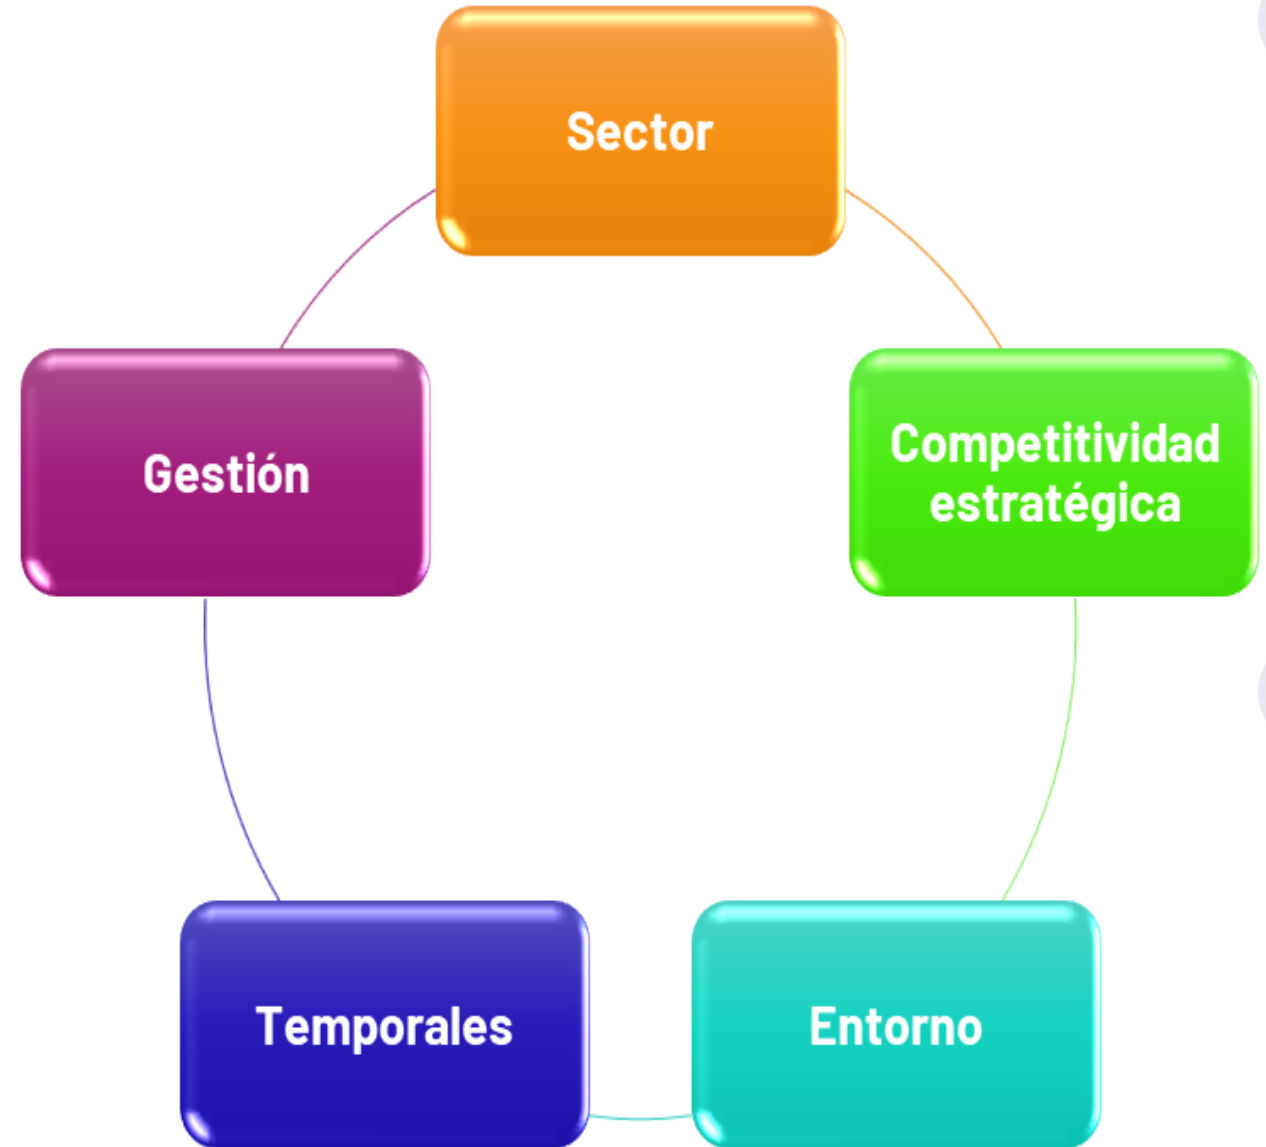 Sector
Gestión
Competitividad
estratégica
Temporales
Entorno